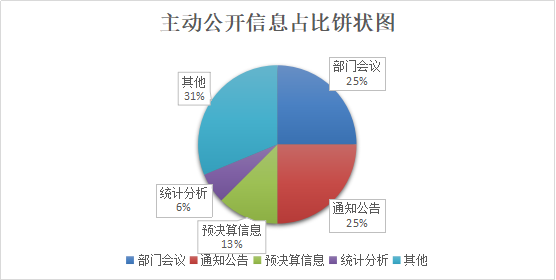 主动公开信息占比饼状图
部门会议
25%
其他
31%
统计分析
6%
通知公告
25%
预决算信息
13%
部门会议 通知公告 预决算信息 统计分析 其他